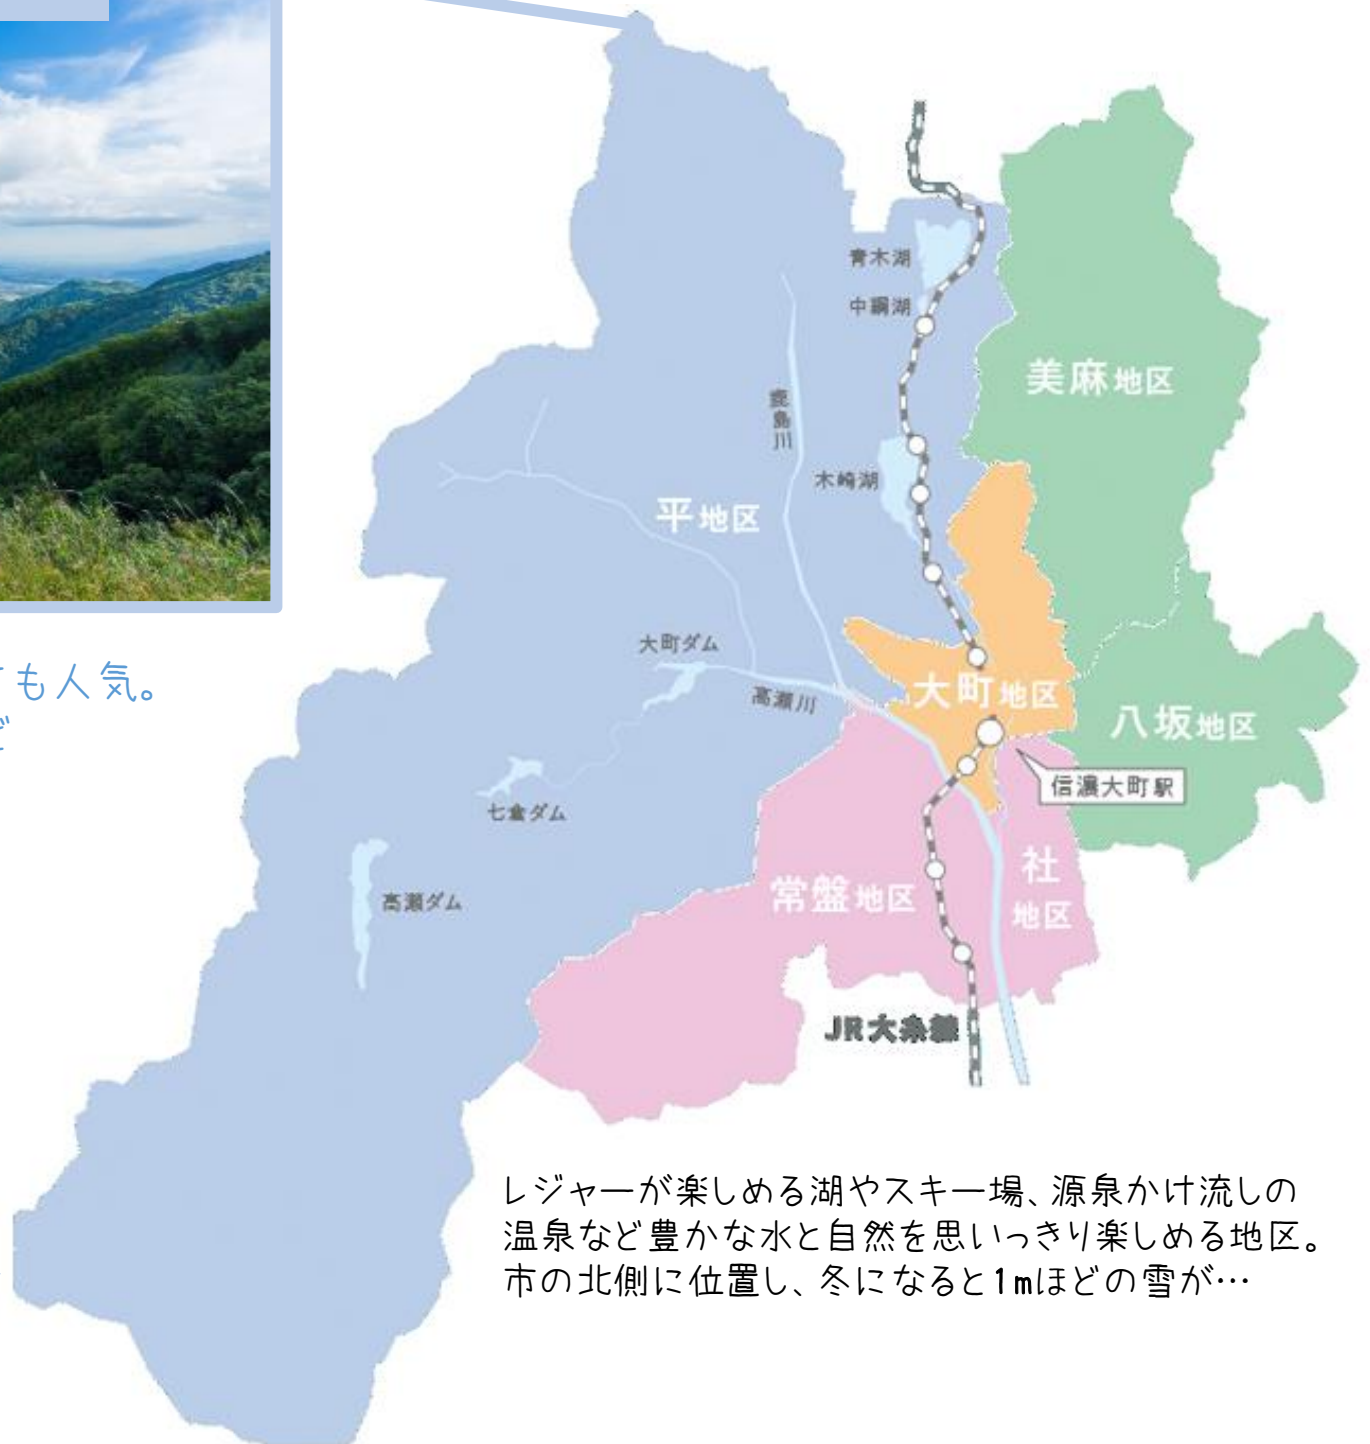 青木湖
中綱湖
美麻地区
鹿島川
木崎湖
平地区
大町ダム
高瀬川
大町地区
八坂地区
信濃大町駅
七倉ダム
高瀬ダム
常盤地区
社
地区
JR大糸線
も人気。
レジャーが楽しめる湖やスキー場、源泉かけ流しの
温泉など豊かな水と自然を思いっきり楽しめる地区。
市の北側に位置し、冬になると1mほどの雪が…